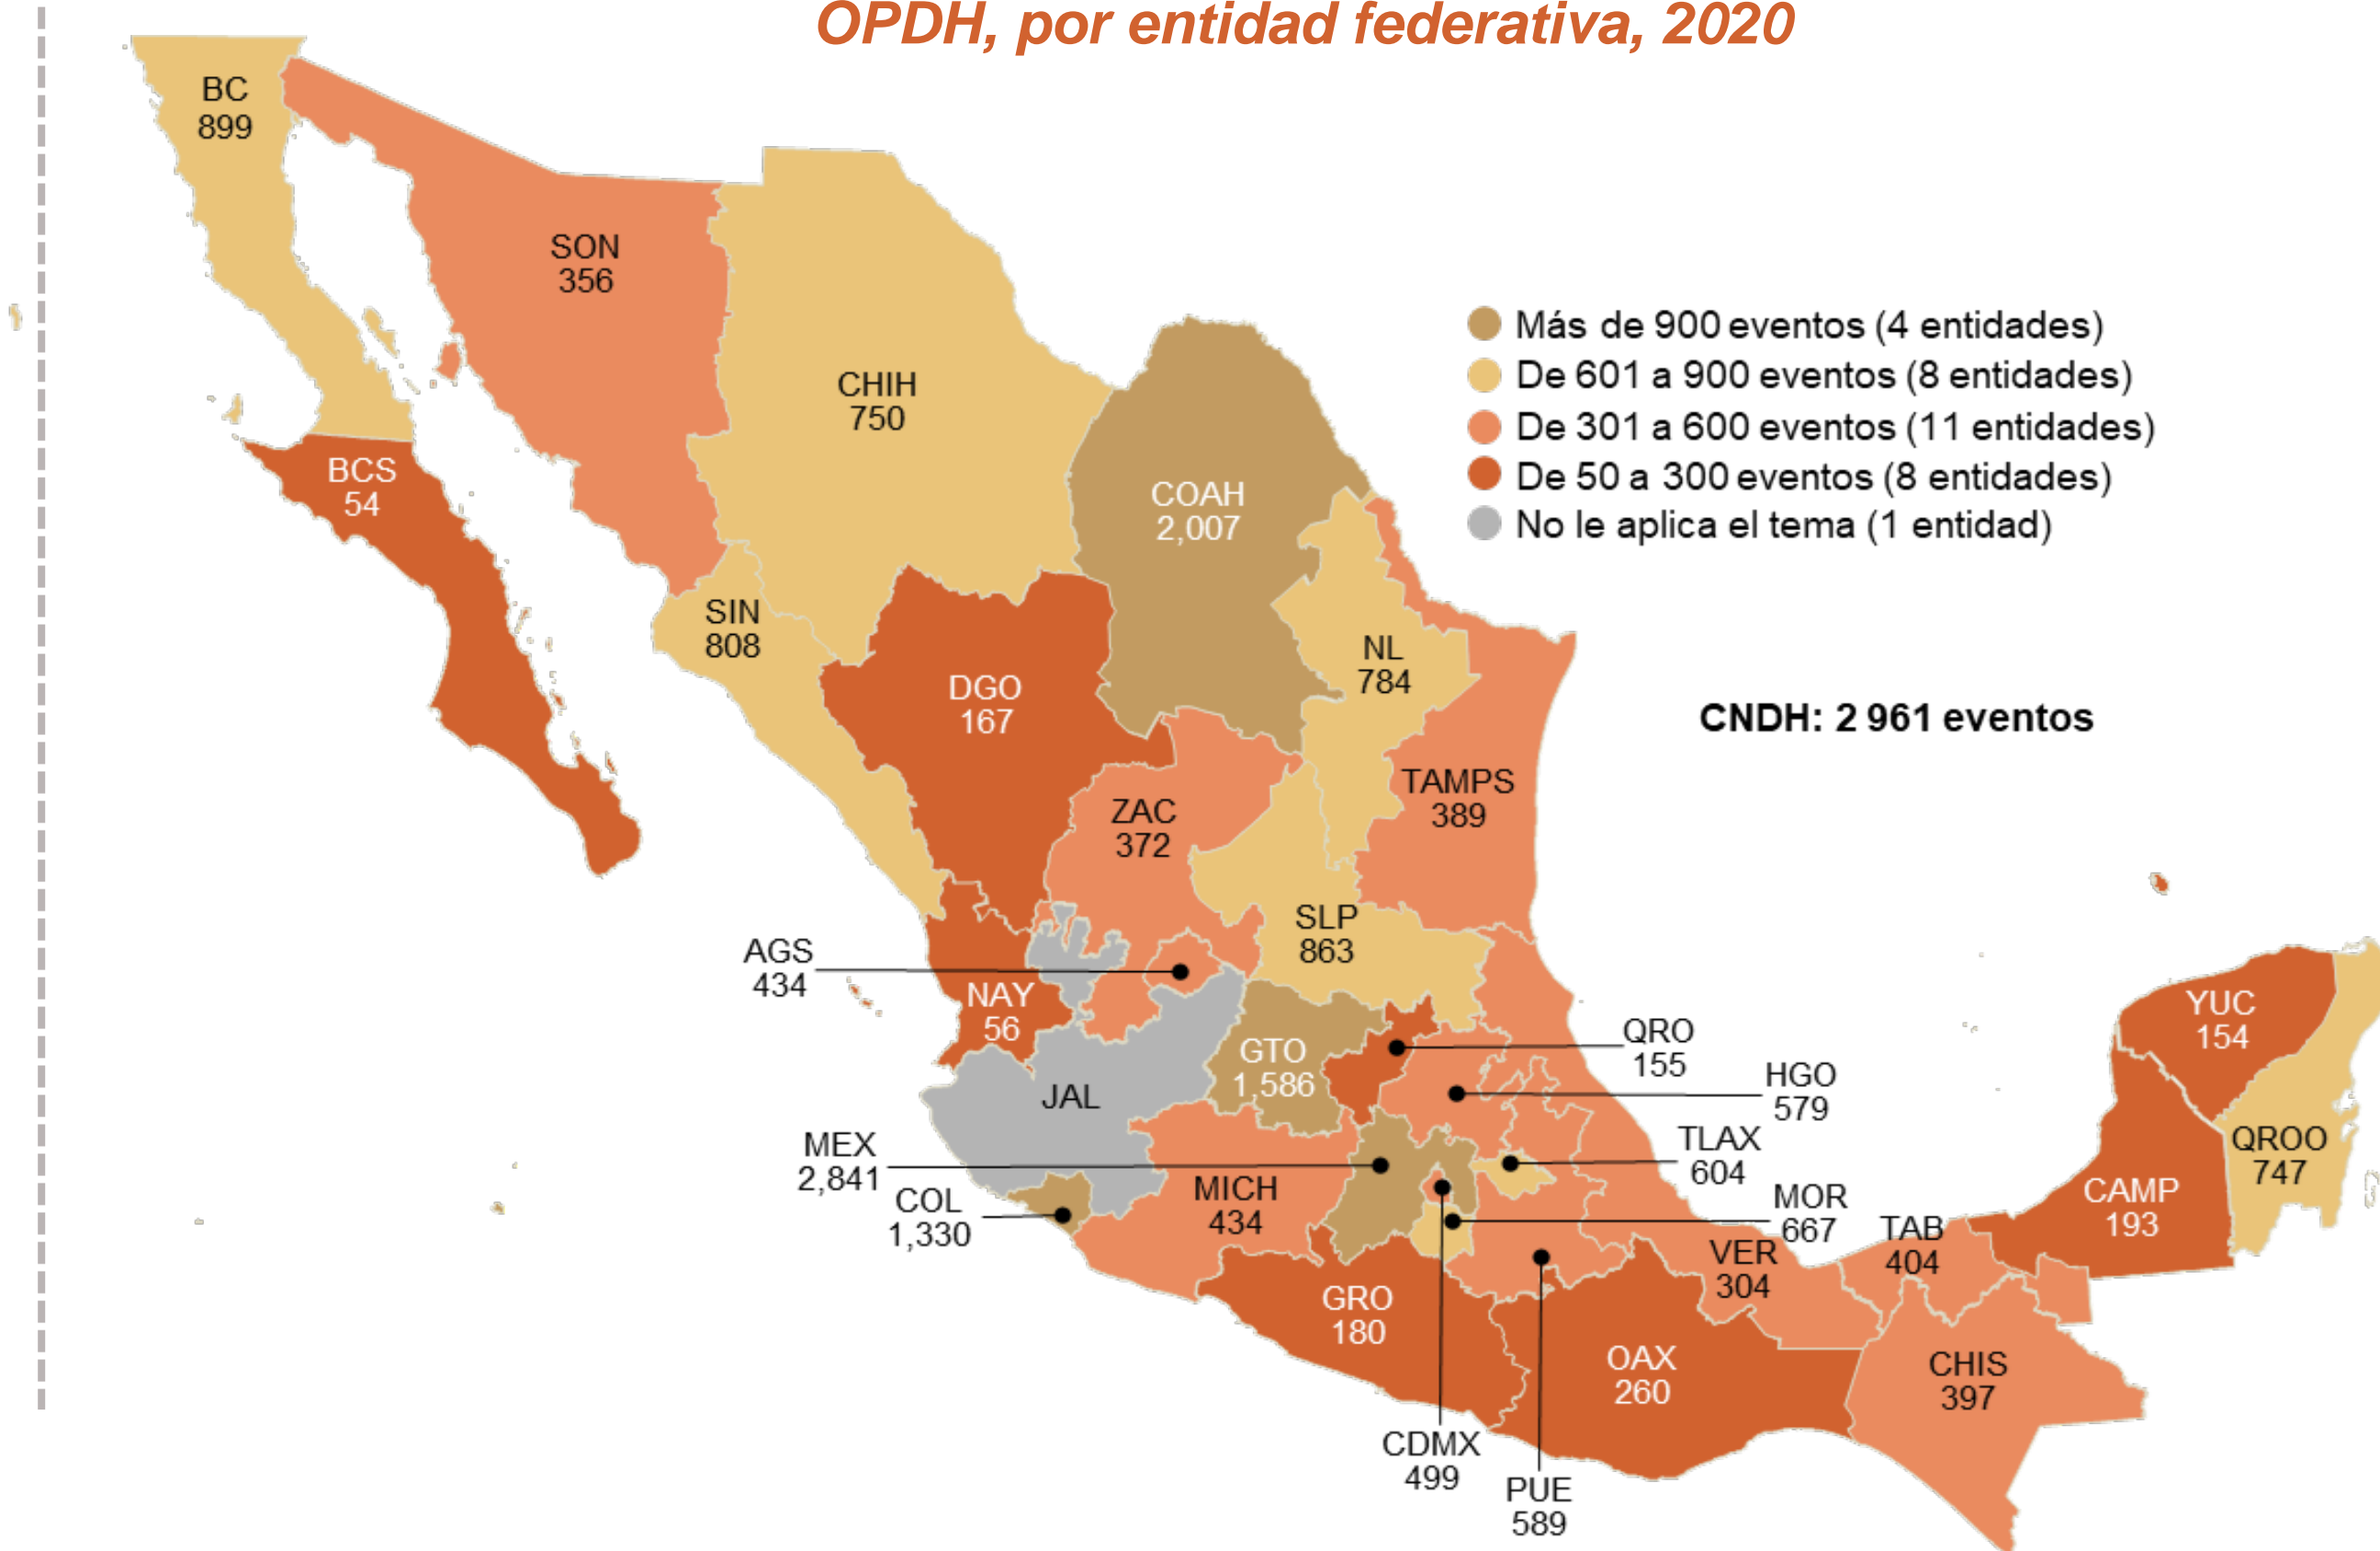 OPDH, por entidad federativa, 2020
BC
899
SON
356
CHIH
750
COAH
2,007
BCS
54
SIN
808
DGO
167
NL
784
TAMPS
389
ZAC
372
SLP
863
AGS
434
NAY
56
JAL
GTO
1,586
QRO
155
HGO
579
TLAX
604
MOR
667
MEX
2,841
COL
1,330
MICH
434
GRO
180
CDMX
499
PUE
589
OAX
260
VER
304
TAB
404
CHIS
397
CAMP
193
YUC
154
QROO
747
Más de 900 eventos (4 entidades)
De 601 a 900 eventos (8 entidades)
De 301 a 600 eventos (11 entidades)
De 50 a 300 eventos (8 entidades)
No le aplica el tema (1 entidad)
CNDH: 2 961 eventos